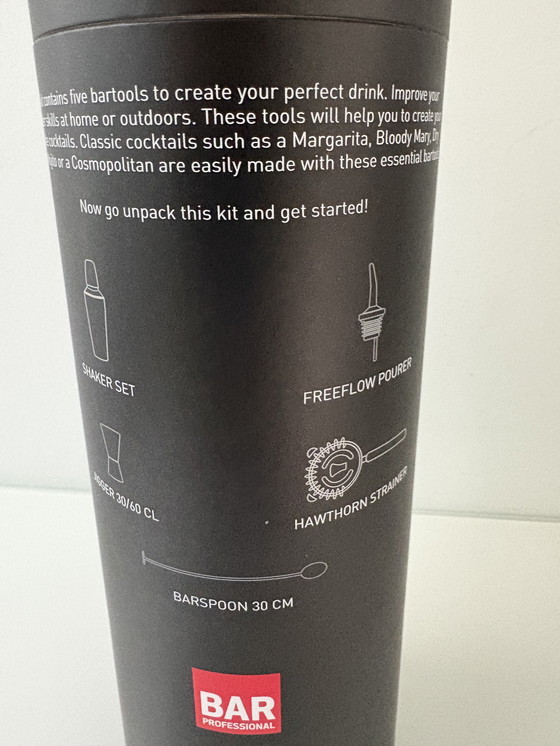 contains five bartools to create your perfect drink. Improve your
skills at home or outdoors. These tools will help you to create your
cocktails. Classic cocktails such as a Margarita, Bloody Mary, Dry
or a Cosmopolitan are easily made with these essential
Now go unpack this kit and get started!
SHAKER SET
FREEFLOW POURER
JIGGER 30/60 CL
HAWTHORN STRAINER
BARSPOON 30 CM
BAR
PROFESSIONAL